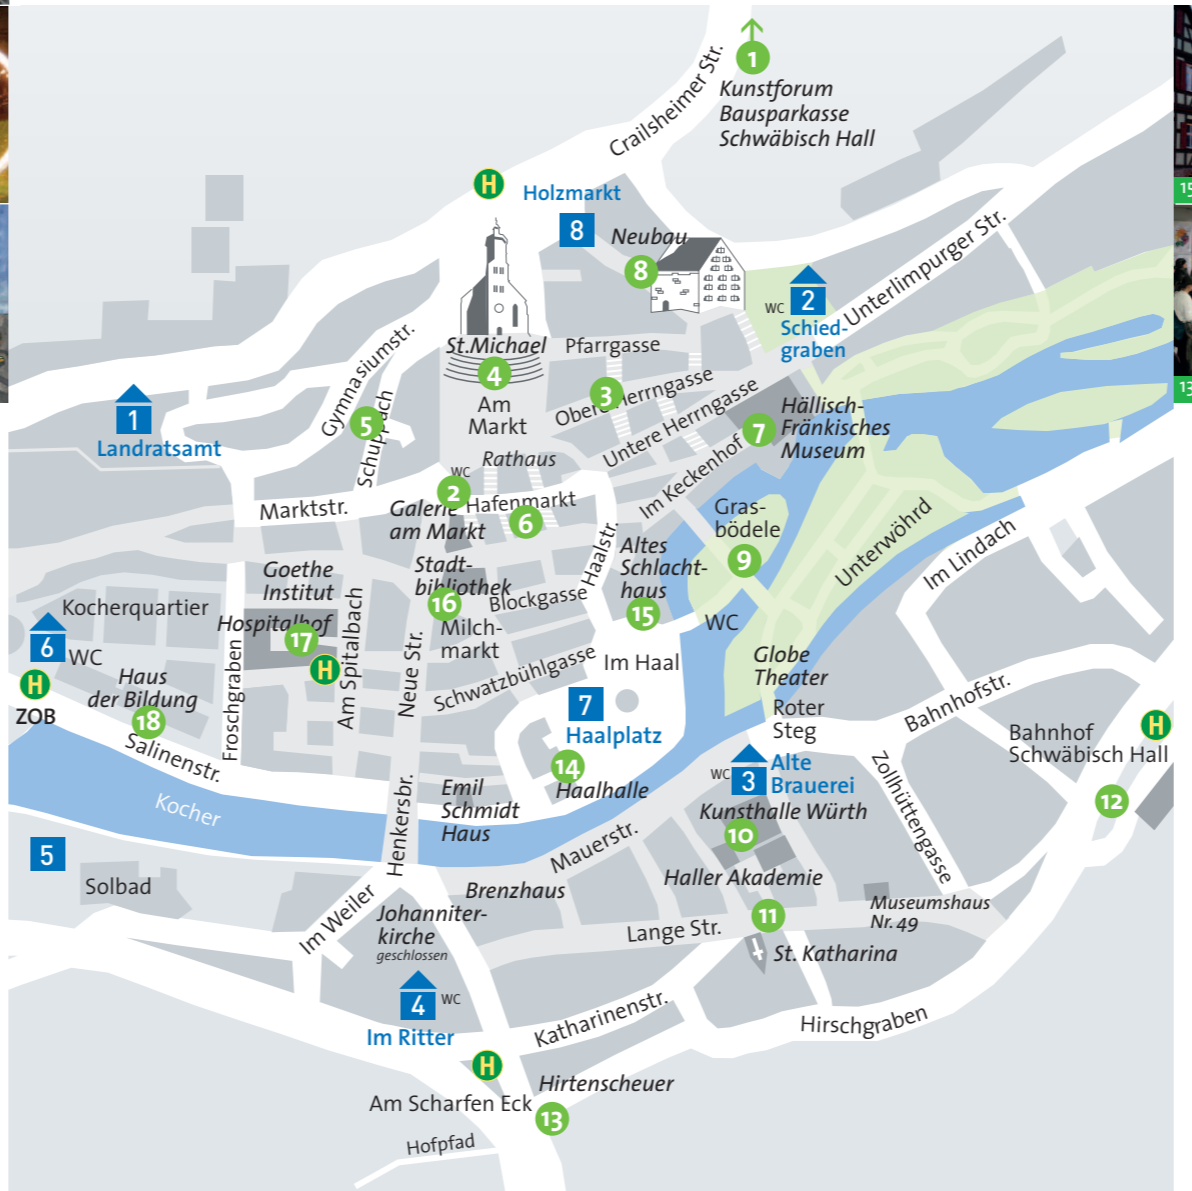 1
Kunstforum
Bausparkasse
Schwäbisch Hall
Crailsheimer Str.
15
H
Holzmarkt
8
Neubau
8
Unterlimpurger Str.
WC
2
Schied-
graben
13
St.Michael
4
Am
Markt
Pfarrgasse
3
Obere Herrngasse
Untere Herrngasse
Gymnasiumstr.
5
Schuppach
1
Landratsamt
7
Hällisch-
Fränkisches
Museum
Im Keckenhof
Rathaus
WC
2
Galerie
am Markt
Hafenmarkt
6
Marktstr.
Haalstr.
Gras-
bödele
9
Unterwöhrd
Im Lindach
Altes
Schlacht-
haus
15
WC
Stadt-
bibliothek
16
Milch-
markt
Blockgasse
Goethe
Institut
Hospitalhof
17
H
Am Spitalbach
Neue Str.
Froschgraben
Kocherquartier
6
WC
H
ZOB
Haus
der Bildung
18
Salinenstr.
Schwatzbühlgasse
Im Haal
7
Haalplatz
14
Haalhalle
Globe
Theater
Roter
Steg
Bahnhofstr.
Bahnhof
Schwäbisch Hall
H
12
Zollhüttengasse
WC
3
Alte
Brauerei
Kunsthalle Würth
10
Haller Akademie
Emil
Schmidt
Haus
Henkersbr.
Kocher
5
Solbad
Mauerstr.
Brenzhaus
Im Weiler
Johanniter-
kirche
geschlossen
Lange Str.
11
St. Katharina
Museumshaus
Nr. 49
4
WC
Im Ritter
Katharinenstr.
Hirschgraben
H
Am Scharfen Eck
Hirtenscheuer
13
Hofpfad